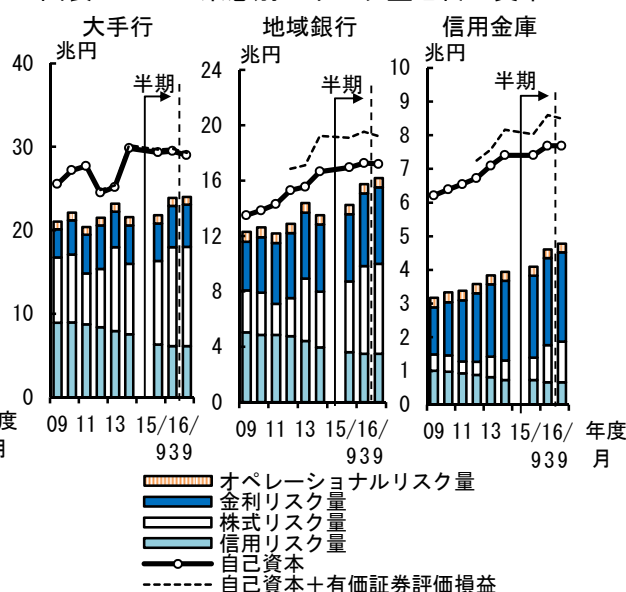 大手行
地域銀行
信用金庫
兆円
兆円
兆円
半期
半期
半期
40
30
20
10
0
24
20
16
12
8
4
0
10
9
8
7
6
5
4
3
2
1
0
09 11 13 15/16/
9 3 9
09 11 13 15/16/
9 3 9
09 11 13 15/16/
9 3 9
年度
月
度
月
オペレーショナルリスク量
金利リスク量
株式リスク量
信用リスク量
自己資本
自己資本＋有価証券評価損益